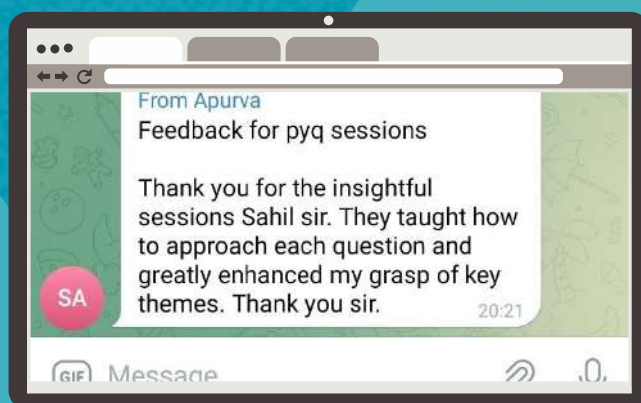 From Apurva
Feedback for pyq sessions
Thank you for the insightful
sessions Sahil sir. They taught how
to approach each question and
greatly enhanced my grasp of key
themes. Thank you sir.
20:21
SA
GIF Message